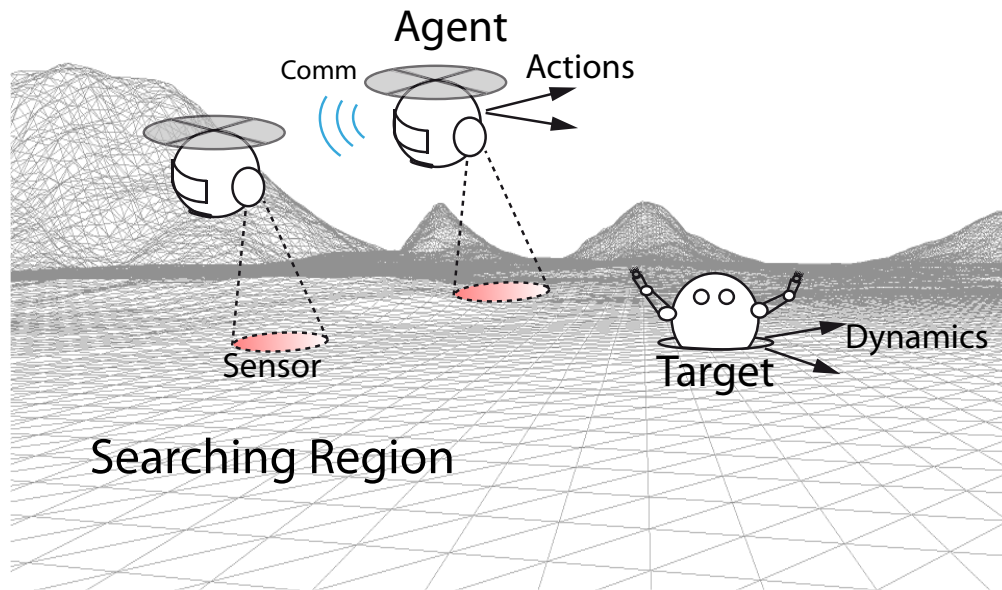 Agent
Comm
Actions
Dynamics
Sensor
Target
Searching Region